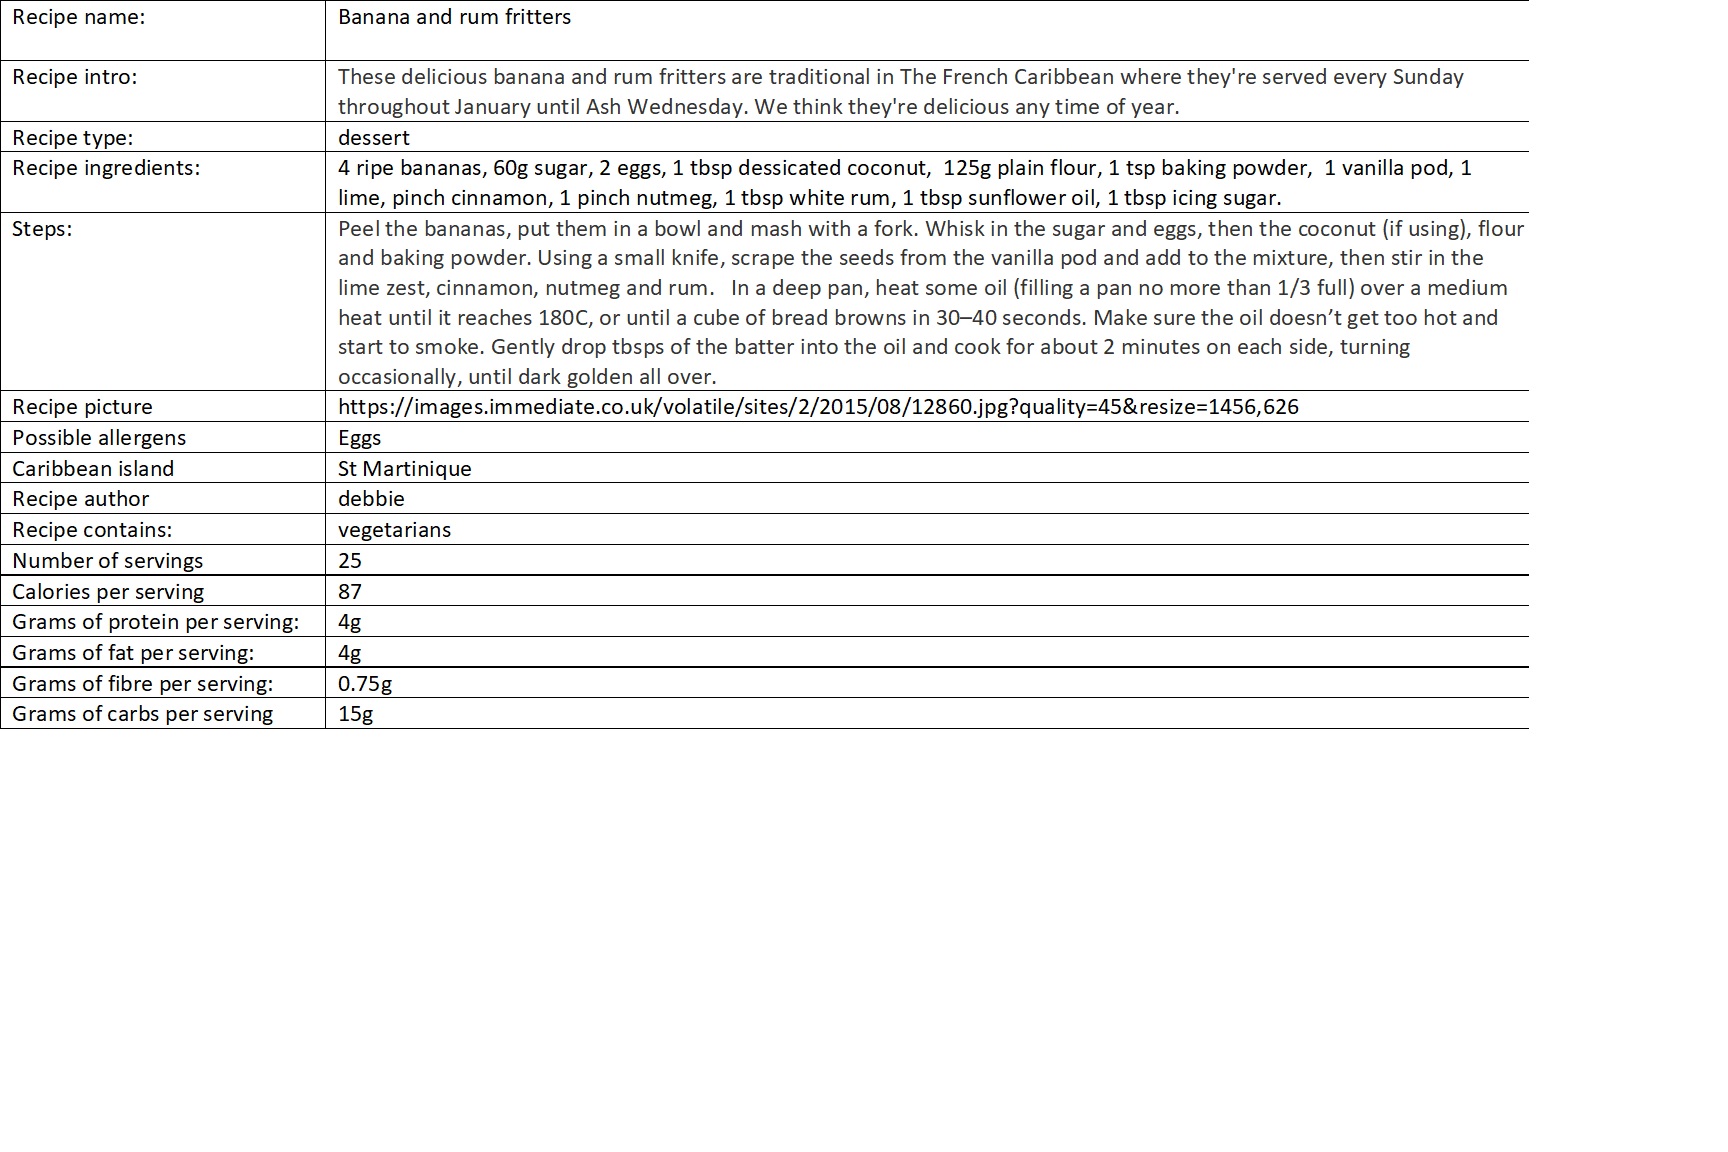 Recipe name: Banana and rum fritters
Recipe intro: These delicious banana and rum fritters are traditional in The French Caribbean where they're served every Sunday
throughout January until Ash Wednesday. We think they're delicious any time of year.
Recipe type: dessert
Recipe ingredients: 4 ripe bananas, 60g sugar, 2 eggs, 1 tbsp dessicated coconut,  125g plain flour, 1 tsp baking powder,  1 vanilla pod, 1
lime, pinch cinnamon, 1 pinch nutmeg, 1 tbsp white rum, 1 tbsp sunflower oil, 1 tbsp icing sugar.
Steps: Peel the bananas, put them in a bowl and mash with a fork. Whisk in the sugar and eggs, then the coconut (if using), flour
and baking powder. Using a small knife, scrape the seeds from the vanilla pod and add to the mixture, then stir in the
lime zest, cinnamon, nutmeg and rum.   In a deep pan, heat some oil (filling a pan no more than 1/3 full) over a medium
heat until it reaches 180C, or until a cube of bread browns in 30–40 seconds. Make sure the oil doesn’t get too hot and
start to smoke. Gently drop tbsps of the batter into the oil and cook for about 2 minutes on each side, turning
occasionally, until dark golden all over.
Recipe picture https://images.immediate.co.uk/volatile/sites/2/2015/08/12860.jpg?quality=45&resize=1456,626
Possible allergens Eggs
Caribbean island St Martinique
Recipe author debbie
Recipe contains: vegetarians
Number of servings 25
Calories per serving 87
Grams of protein per serving: 4g
Grams of fat per serving: 4g
Grams of fibre per serving: 0.75g
Grams of carbs per serving 15g